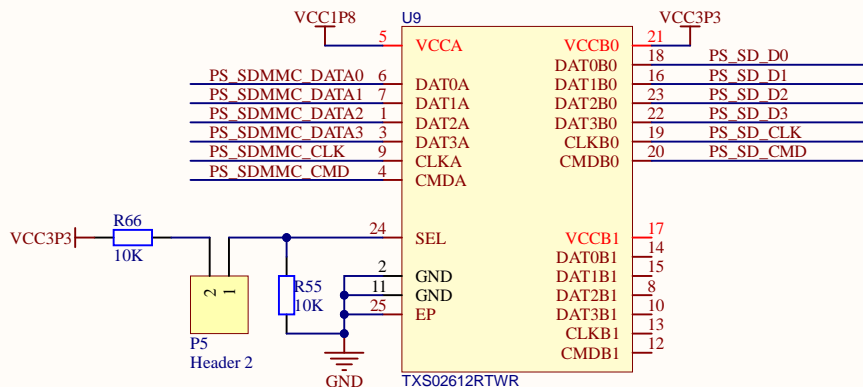 VCC1P8
U9
VCC3P3
5
VCCA
VCCB0
21
PS_SDMMC_DATA0
6
DAT0A
DAT0B0
18
PS_SD_D0
PS_SDMMC_DATA1
7
DAT1A
DAT1B0
16
PS_SD_D1
PS_SDMMC_DATA2
1
DAT2A
DAT2B0
23
PS_SD_D2
PS_SDMMC_DATA3
3
DAT3A
DAT3B0
22
PS_SD_D3
PS_SDMMC_CLK
9
CLKA
CLKB0
19
PS_SD_CLK
PS_SDMMC_CMD
4
CMDA
CMDB0
20
PS_SD_CMD
VCC3P3
R66
10K
24
SEL
VCCB1
17
DAT0B1
14
2
GND
DAT1B1
15
11
GND
DAT2B1
8
25
EP
DAT3B1
10
CLKB1
13
CMDB1
12
R55
10K
2
1
P5
Header 2
GND
TXS02612RTWR